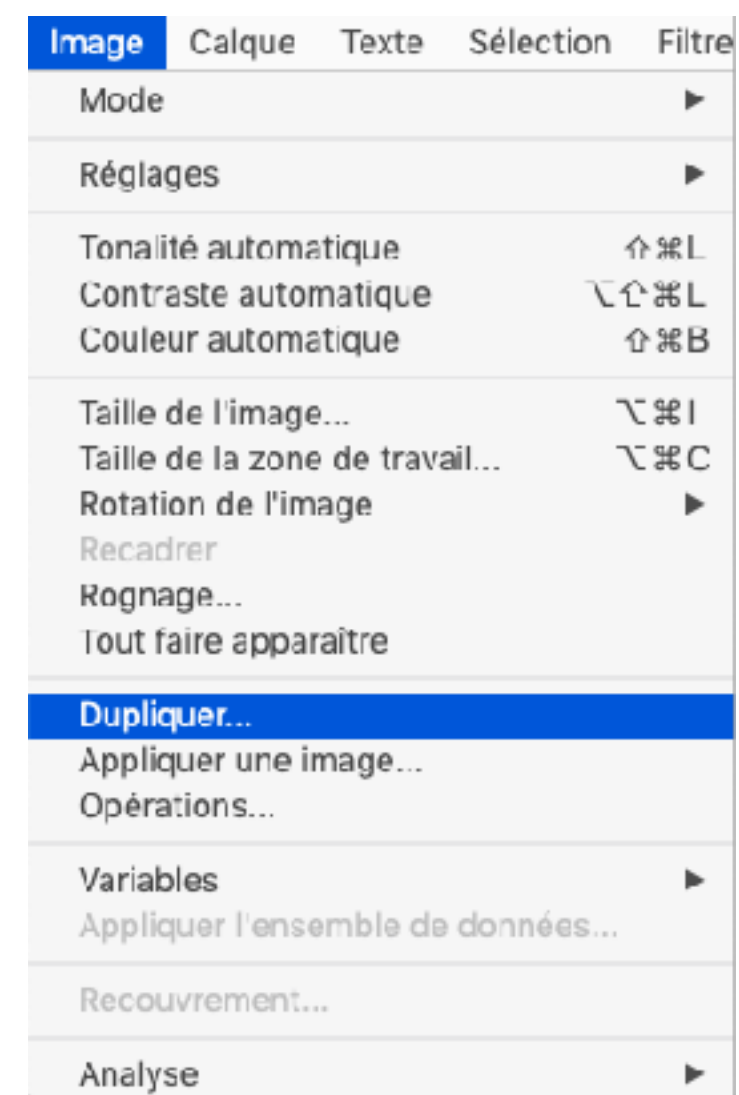 Image Calque Texte Sélection Filtre
Mode ▶
Réglages ▶
Tonalité automatique ⇧⌘L
Contraste automatique ⌥⇧⌘L
Couleur automatique ⇧⌘B
Taille de l'image... ⌥⌘I
Taille de la zone de travail... ⌥⌘C
Rotation de l'image ▶
Recadrer
Rognage...
Tout faire apparaître
Dupliquer...
Appliquer une image...
Opérations...
Variables ▶
Appliquer l'ensemble de données...
Recouvrement...
Analyse ▶